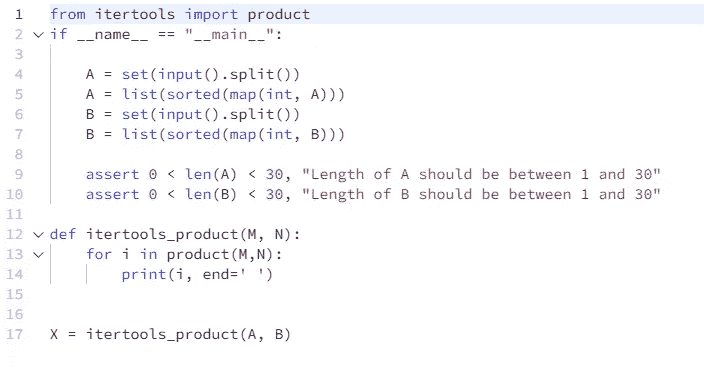 1 from itertools import product
2 if __name__ == "__main__":
3
4     A = set(input().split())
5     A = list(sorted(map(int, A)))
6     B = set(input().split())
7     B = list(sorted(map(int, B)))
8
9     assert 0 < len(A) < 30, "Length of A should be between 1 and 30"
10     assert 0 < len(B) < 30, "Length of B should be between 1 and 30"
11
12 def itertools_product(M, N):
13     for i in product(M,N):
14         print(i, end=' ')
15
16
17 X = itertools_product(A, B)